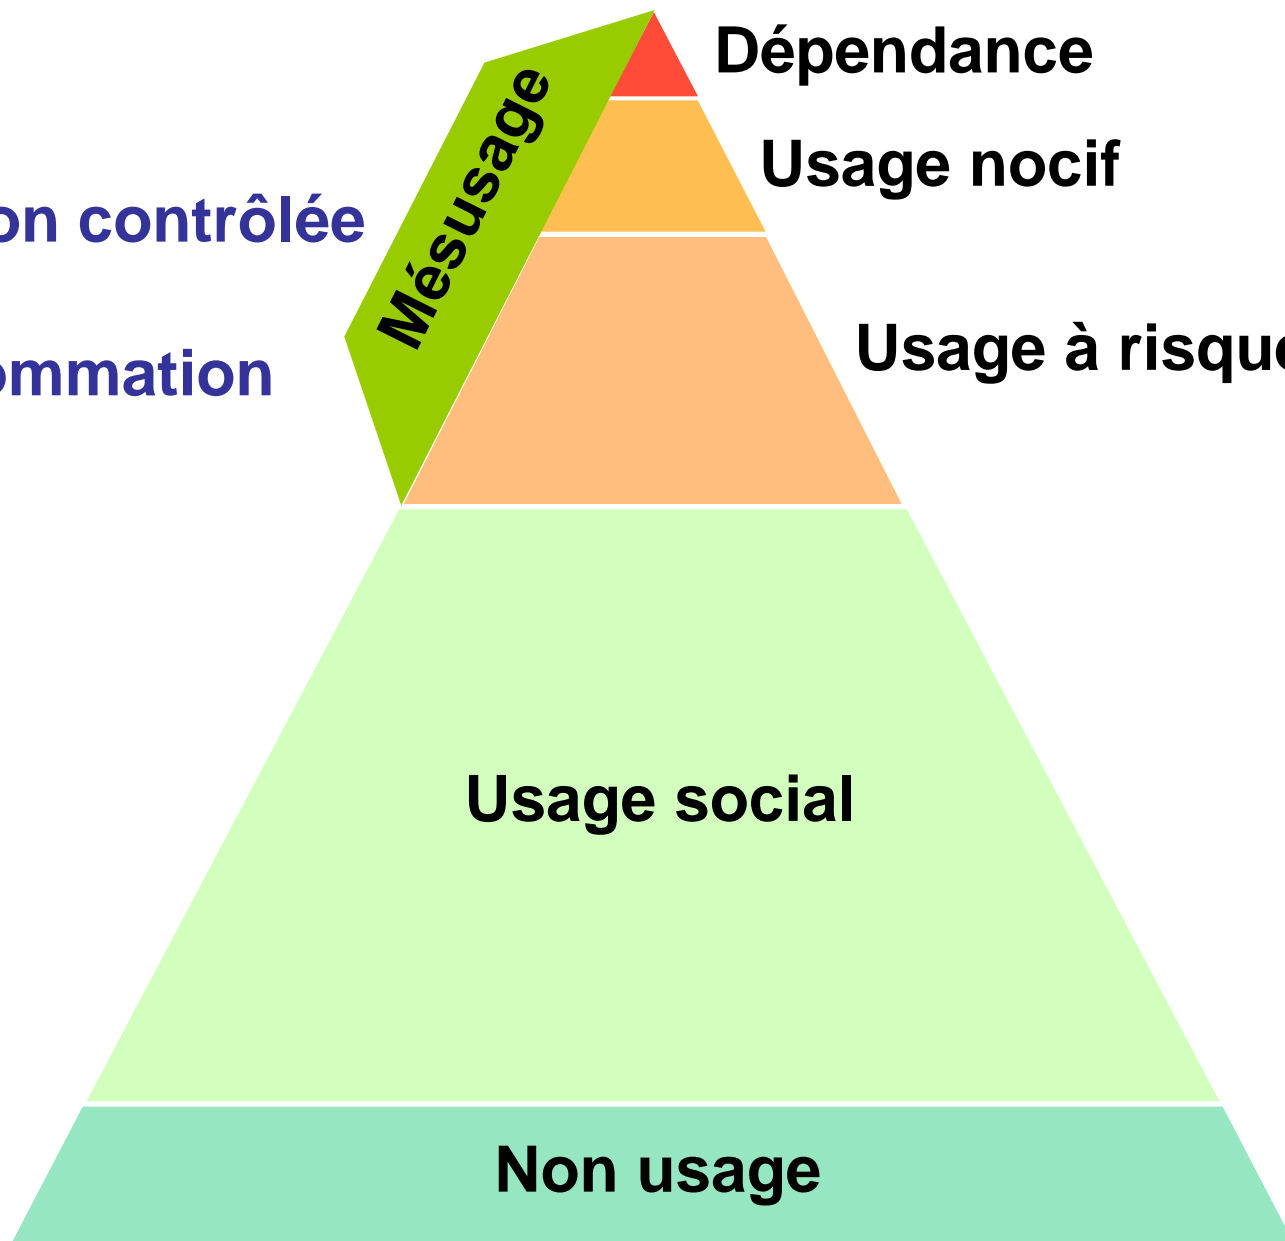 Dépendance
Mésusage
Usage nocif
on contrôlée
Usage à risque
ommation
Usage social
Non usage